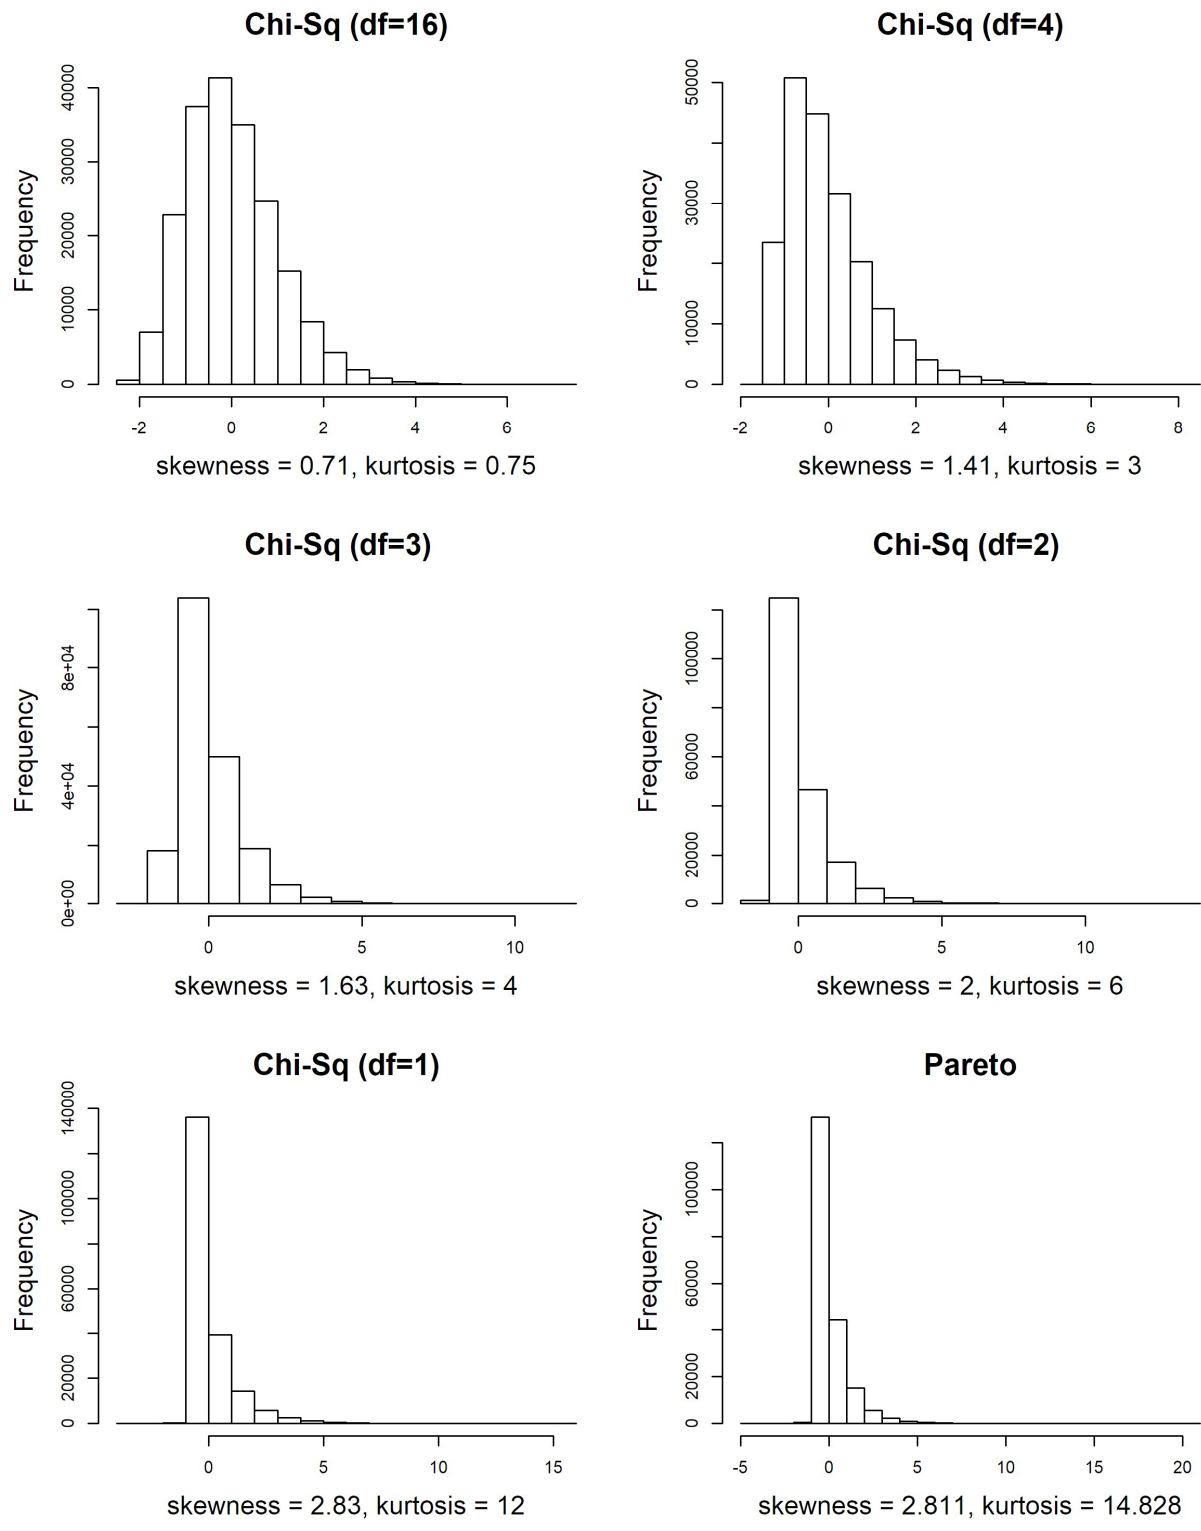 Chi-Sq (df=16)
Frequency
0 10000 20000 30000 40000
-2 0 2 4 6
skewness = 0.71, kurtosis = 0.75
Chi-Sq (df=4)
Frequency
0 10000 30000 50000
-2 0 2 4 6 8
skewness = 1.41, kurtosis = 3
Chi-Sq (df=3)
Frequency
0e+00 4e+04 8e+04
0 5 10
skewness = 1.63, kurtosis = 4
Chi-Sq (df=2)
Frequency
0 20000 60000 100000
0 5 10
skewness = 2, kurtosis = 6
Chi-Sq (df=1)
Frequency
0 20000 60000 100000 140000
0 5 10 15
skewness = 2.83, kurtosis = 12
Pareto
Frequency
0 20000 60000 100000
-5 0 5 10 15 20
skewness = 2.811, kurtosis = 14.828